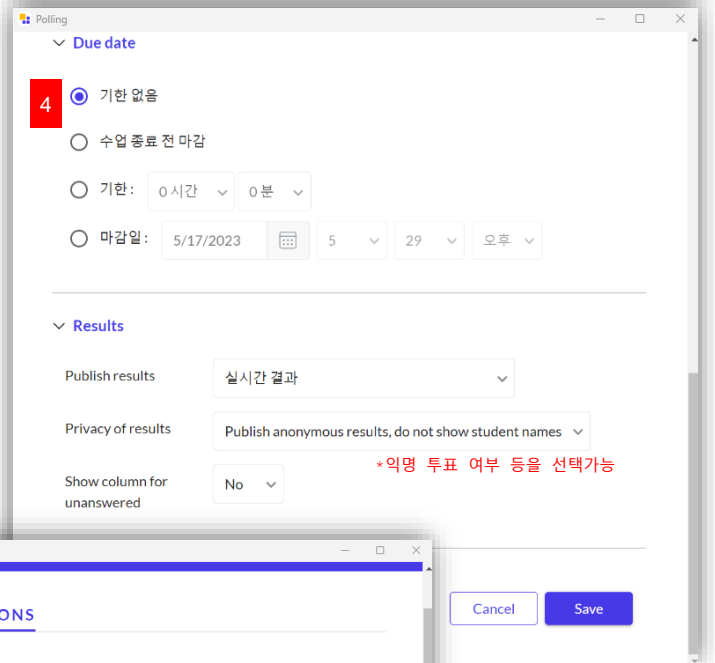 Polling
Due date
4
기한 없음
수업 종료 전 마감
기한 : 0 시간 0 분
마감일 : 5/17/2023 5 29 오후
Results
Publish results 실시간 결과
Privacy of results Publish anonymous results, do not show student names
*익명 투표 여부 등을 선택가능
Show column for No
unanswered
ONS
Cancel Save